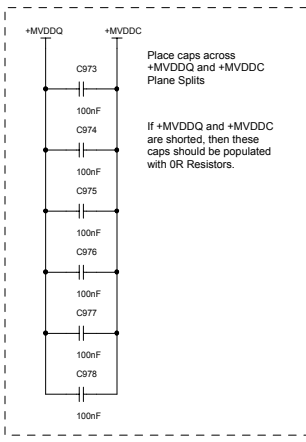 +MVDDQ +MVDDC
Place caps across
+MVDDQ and +MVDDC
Plane Splits
C973
100nF
If +MVDDQ and +MVDDC
are shorted, then these
caps should be populated
with 0R Resistors.
C974
100nF
C975
100nF
C976
100nF
C977
100nF
C978
100nF